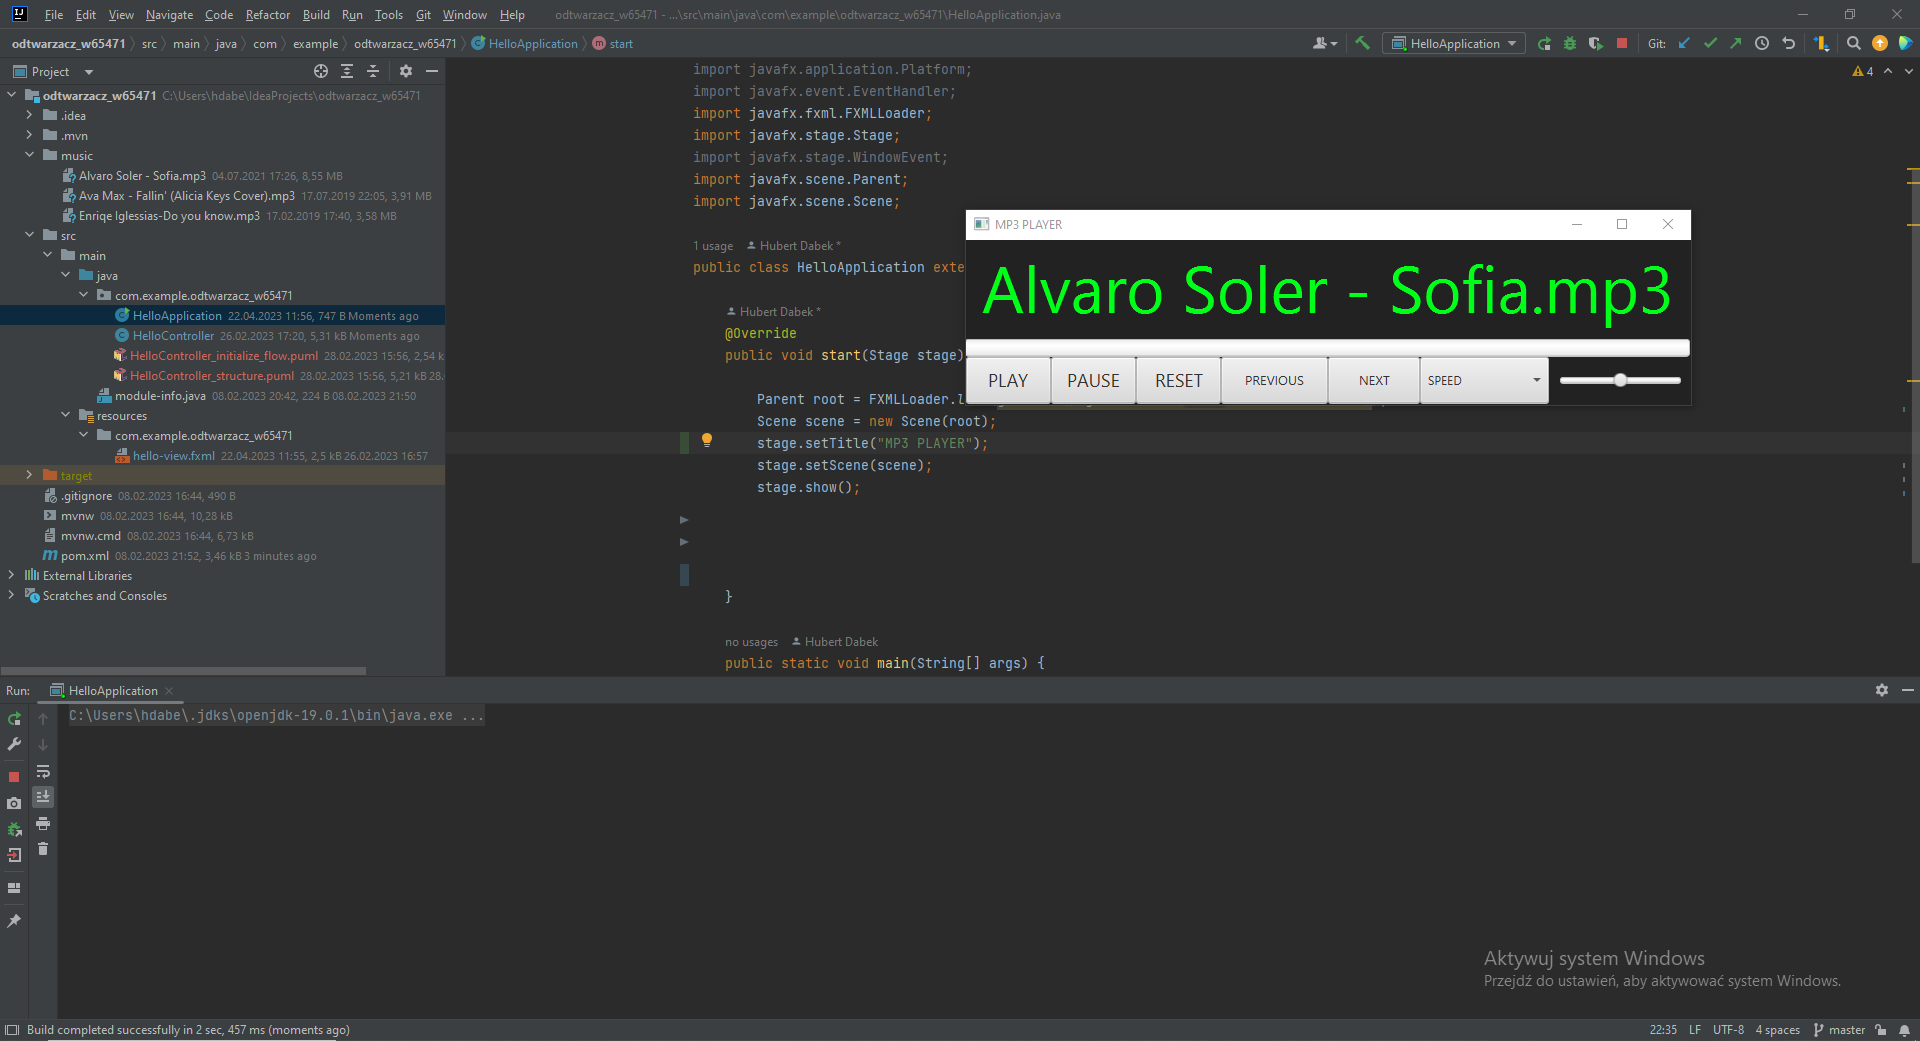 File Edit View Navigate Code Refactor Build Run Tools Git Window Help odtwarzacz_w65471 - ...\src\main\java\com\example\odtwarzacz_w65471\HelloApplication.java
odtwarzacz_w65471 src main java com example odtwarzacz_w65471 HelloApplication start
HelloApplication Git:
Project
4
odtwarzacz_w65471 C:\Users\hdabe\IdeaProjects\odtwarzacz_w65471
.idea
.mvn
music
Alvaro Soler - Sofia.mp3 04.07.2021 17:26, 8,55 MB
Ava Max - Fallin' (Alicia Keys Cover).mp3 17.07.2019 22:05, 3,91 MB
Enriqe Iglessias-Do you know.mp3 17.02.2019 17:40, 3,58 MB
src
main
java
com.example.odtwarzacz_w65471
HelloApplication 22.04.2023 11:56, 747 B Moments ago
HelloController 26.02.2023 17:20, 5,31 kB Moments ago
HelloController_initialize_flow.puml 28.02.2023 15:56, 2,54 k
HelloController_structure.puml 28.02.2023 15:56, 5,21 kB 28.
module-info.java 08.02.2023 20:42, 224 B 08.02.2023 21:50
resources
com.example.odtwarzacz_w65471
hello-view.fxml 22.04.2023 11:55, 2,5 kB 26.02.2023 16:57
target
.gitignore 08.02.2023 16:44, 490 B
mvnw 08.02.2023 16:44, 10,28 kB
mvnw.cmd 08.02.2023 16:44, 6,73 kB
pom.xml 08.02.2023 21:52, 3,46 kB 3 minutes ago
External Libraries
Scratches and Consoles
import javafx.application.Platform;
import javafx.event.EventHandler;
import javafx.fxml.FXMLLoader;
import javafx.stage.Stage;
import javafx.stage.WindowEvent;
import javafx.scene.Parent;
import javafx.scene.Scene;
1 usage Hubert Dabek *
public class HelloApplication exte
Hubert Dabek *
@Override
public void start(Stage stage)
Parent root = FXMLLoader.l
Scene scene = new Scene(root);
stage.setTitle("MP3 PLAYER");
stage.setScene(scene);
stage.show();
}
no usages Hubert Dabek
public static void main(String[] args) {
MP3 PLAYER
Alvaro Soler - Sofia.mp3
PLAY PAUSE RESET PREVIOUS NEXT SPEED
Run: HelloApplication
C:\Users\hdabe\.jdks\openjdk-19.0.1\bin\java.exe ...
Aktywuj system Windows
Przejdź do ustawień, aby aktywować system Windows.
Build completed successfully in 2 sec, 457 ms (moments ago)
22:35 LF UTF-8 4 spaces master